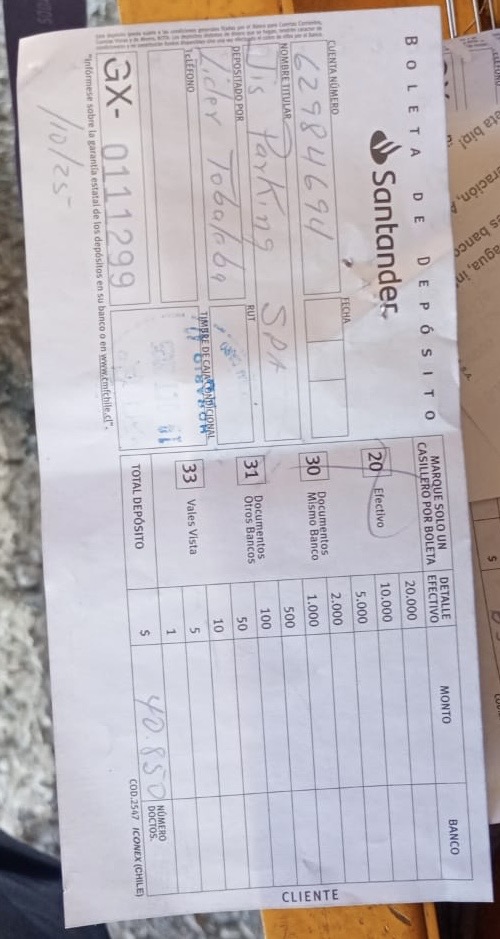 BOLETA DE DEPÓSITO
Santander
FECHA
CUENTA NÚMERO
62984694
NOMBRE TITULAR
Jis Parking SPA
DEPOSITADO POR
RUT
Lider Tobalaba
TELÉFONO
TIMBRE DE CAJA CONDICIONAL
HORARIO
GX- 0111299
"Infórmese sobre la garantía estatal de los depósitos en su banco o en www.cmfchile.cl".
/10/25
MARQUE SOLO UN
CASILLERO POR BOLETA
20 Efectivo
30 Documentos
Mismo Banco
31 Documentos
Otros Bancos
33 Vales Vista
TOTAL DEPÓSITO
DETALLE
EFECTIVO
MONTO
BANCO
20.000
10.000
5.000
2.000
1.000
500
100
50
10
5
1
$ 40.850
NÚMERO
DOCTOS.
COD.2547 ICONEX (CHILE)
CLIENTE